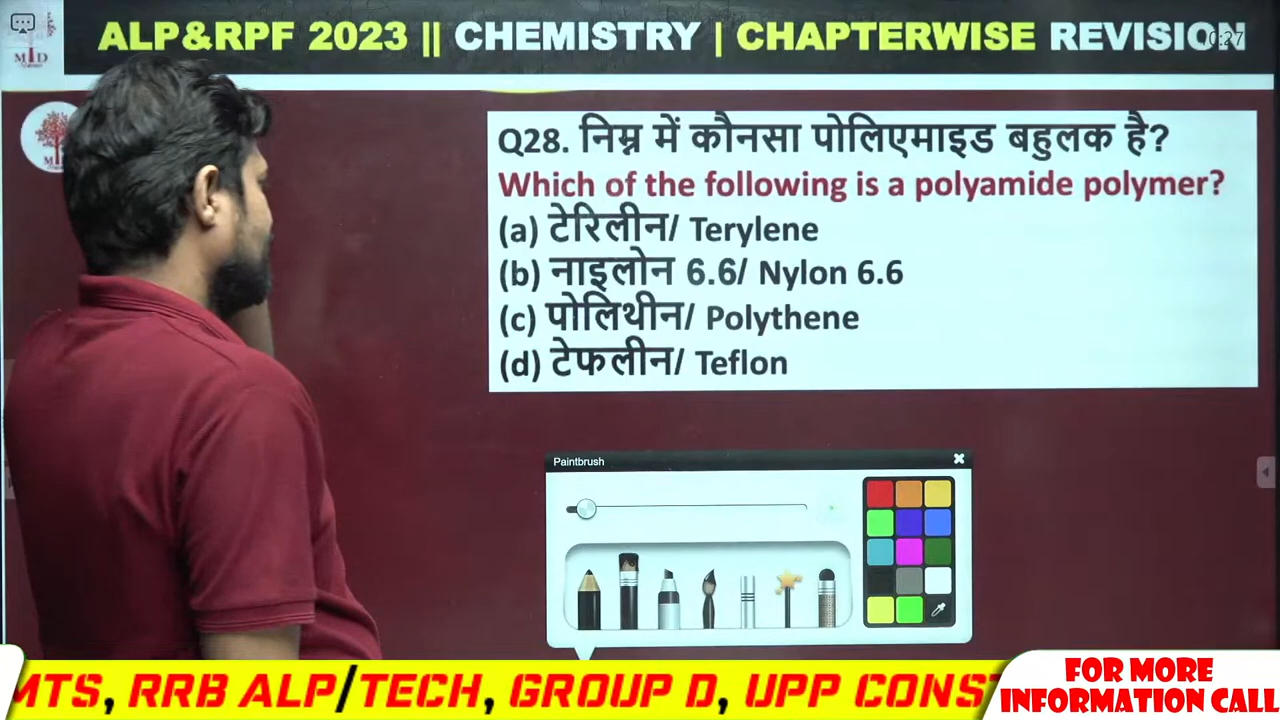 ALP&RPF 2023 || CHEMISTRY | CHAPTERWISE REVISION
Q28. निम्न में कौनसा पोलिएमाइड बहुलक है?
Which of the following is a polyamide polymer?
(a) टेरिलीन/ Terylene
(b) नाइलोन 6.6/ Nylon 6.6
(c) पोलिथीन/ Polythene
(d) टेफलीन/ Teflon
Paintbrush
MTS, RRB ALP/TECH, GROUP D, UPP CONST
FOR MORE
INFORMATION CALL